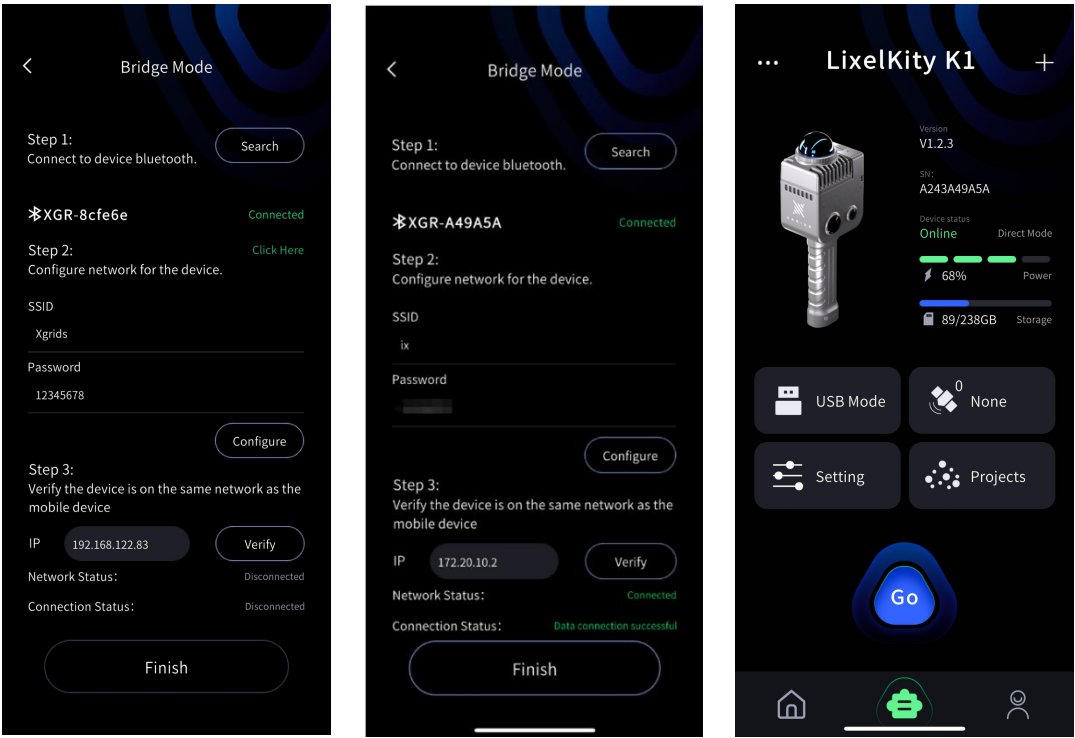 Bridge Mode
Step 1:
Connect to device bluetooth.
Search
XGR-8cfe6e
Connected
Step 2:
Click Here
Configure network for the device.
SSID
Xgrids
Password
12345678
Configure
Step 3:
Verify the device is on the same network as the
mobile device
IP
192.168.122.83
Verify
Network Status:
Disconnected
Connection Status:
Disconnected
Finish
Bridge Mode
Step 1:
Connect to device bluetooth.
Search
XGR-A49A5A
Connected
Step 2:
Configure network for the device.
SSID
ix
Password
Configure
Step 3:
Verify the device is on the same network as the
mobile device
IP
172.20.10.2
Verify
Network Status:
Connected
Connection Status:
Data connection successful
Finish
LixelKity K1
Version
V1.2.3
SN:
A243A49A5A
Device status
Online
Direct Mode
68%
Power
89/238GB
Storage
USB Mode
0
None
Setting
Projects
Go